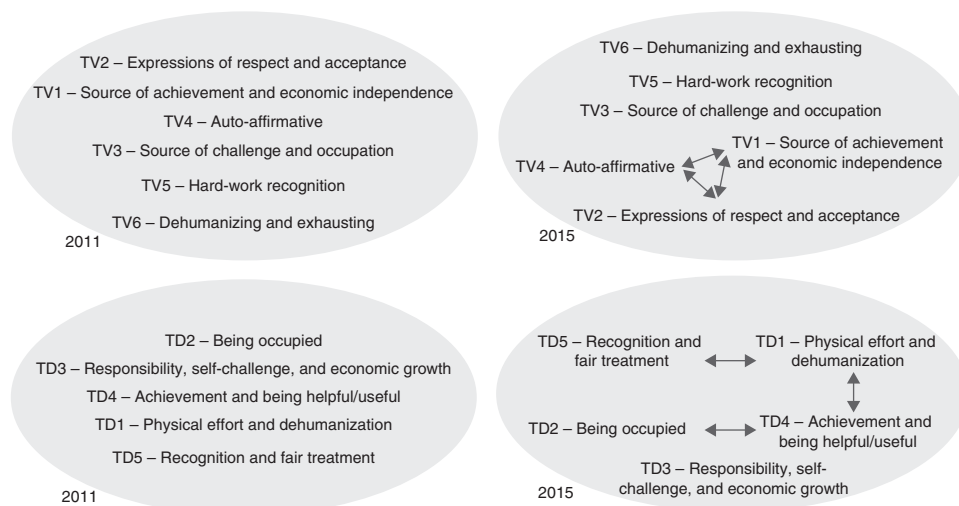 TV2 – Expressions of respect and acceptance
TV1 – Source of achievement and economic independence
TV4 – Auto-affirmative
TV3 – Source of challenge and occupation
TV5 – Hard-work recognition
TV6 – Dehumanizing and exhausting
2011
TV6 – Dehumanizing and exhausting
TV5 – Hard-work recognition
TV3 – Source of challenge and occupation
TV1 – Source of achievement
and economic independence
TV4 – Auto-affirmative
TV2 – Expressions of respect and acceptance
2015
TD2 – Being occupied
TD3 – Responsibility, self-challenge, and economic growth
TD4 – Achievement and being helpful/useful
TD1 – Physical effort and dehumanization
TD5 – Recognition and fair treatment
2011
TD5 – Recognition and
fair treatment
TD1 – Physical effort and
dehumanization
TD2 – Being occupied
TD4 – Achievement and
being helpful/useful
TD3 – Responsibility, self-
challenge, and economic growth
2015